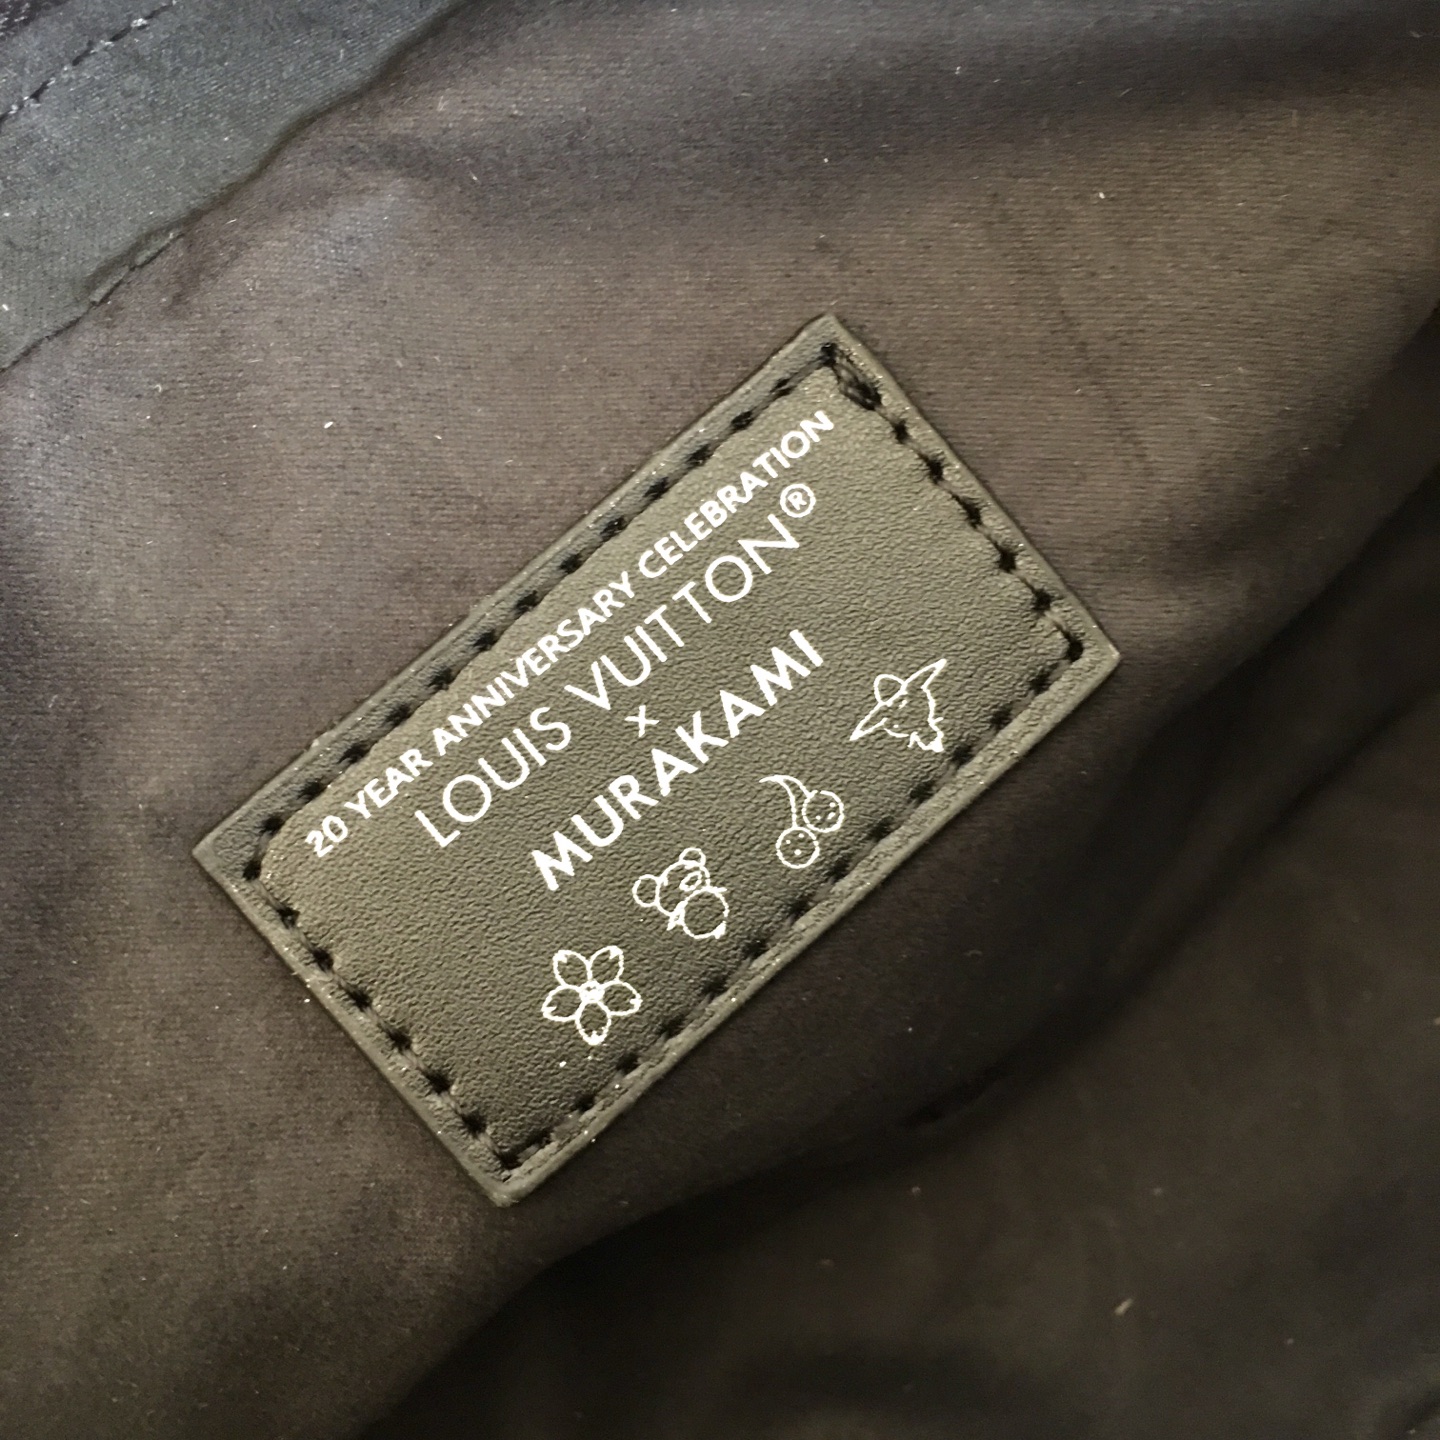 20 YEAR ANNIVERSARY CELEBRATION
LOUIS VUITTON®
×
MURAKAMI